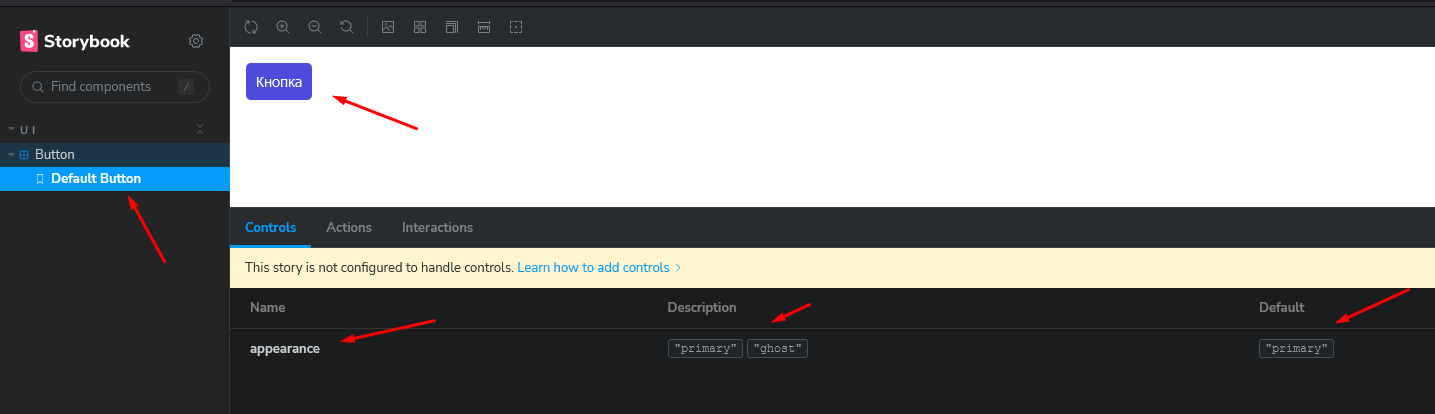 Storybook
Find components /
UI
Button
Default Button
Кнопка
Controls Actions Interactions
This story is not configured to handle controls. Learn how to add controls
Name Description Default
appearance "primary" "ghost" "primary"